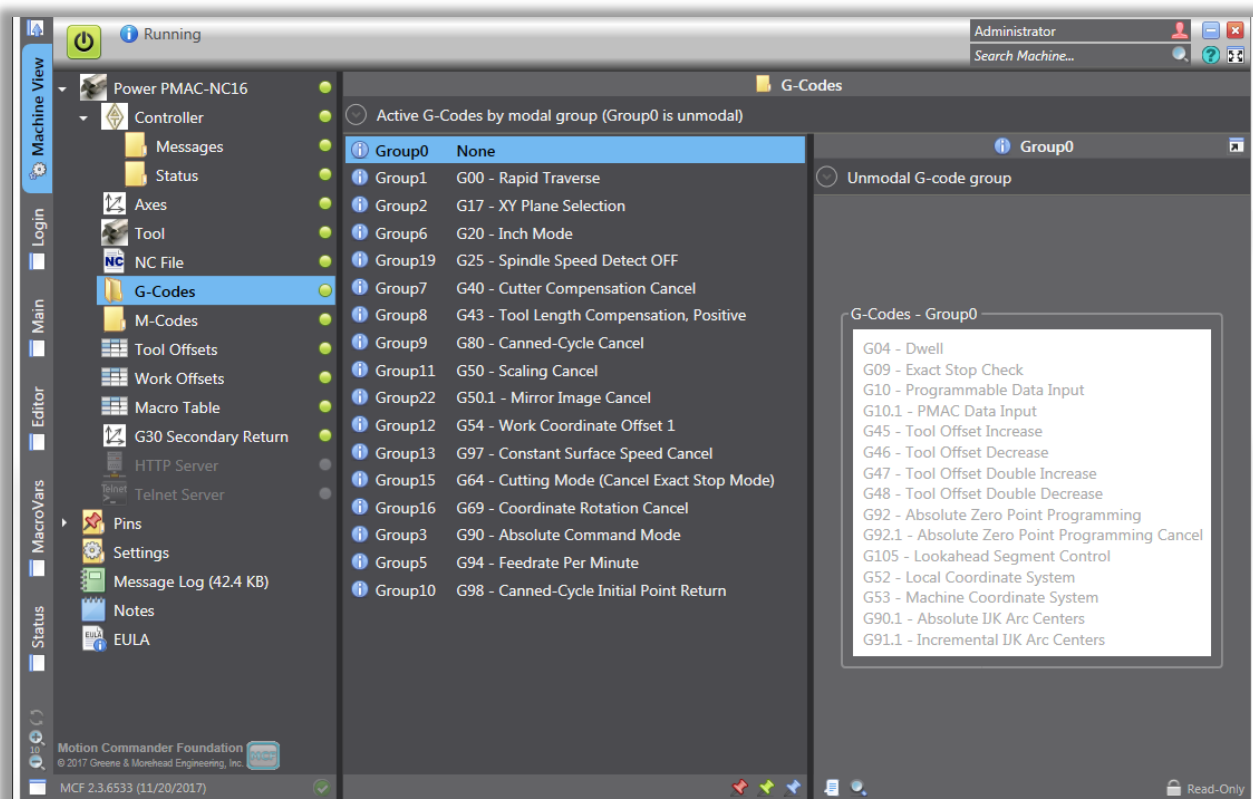 Running
Administrator
Search Machine...
Machine View
Login
Main
Editor
MacroVars
Status
10
Power PMAC-NC16
Controller
Messages
Status
Axes
Tool
NC NC File
G-Codes
M-Codes
Tool Offsets
Work Offsets
Macro Table
G30 Secondary Return
HTTP Server
Telnet Telnet Server
Pins
Settings
Message Log (42.4 KB)
Notes
EULA EULA
Motion Commander Foundation
© 2017 Greene & Morehead Engineering, Inc.
MCF 2.3.6533 (11/20/2017)
G-Codes
Active G-Codes by modal group (Group0 is unmodal)
Group0 None
Group1 G00 - Rapid Traverse
Group2 G17 - XY Plane Selection
Group6 G20 - Inch Mode
Group19 G25 - Spindle Speed Detect OFF
Group7 G40 - Cutter Compensation Cancel
Group8 G43 - Tool Length Compensation, Positive
Group9 G80 - Canned-Cycle Cancel
Group11 G50 - Scaling Cancel
Group22 G50.1 - Mirror Image Cancel
Group12 G54 - Work Coordinate Offset 1
Group13 G97 - Constant Surface Speed Cancel
Group15 G64 - Cutting Mode (Cancel Exact Stop Mode)
Group16 G69 - Coordinate Rotation Cancel
Group3 G90 - Absolute Command Mode
Group5 G94 - Feedrate Per Minute
Group10 G98 - Canned-Cycle Initial Point Return
Group0
Unmodal G-code group
G-Codes - Group0
G04 - Dwell
G09 - Exact Stop Check
G10 - Programmable Data Input
G10.1 - PMAC Data Input
G45 - Tool Offset Increase
G46 - Tool Offset Decrease
G47 - Tool Offset Double Increase
G48 - Tool Offset Double Decrease
G92 - Absolute Zero Point Programming
G92.1 - Absolute Zero Point Programming Cancel
G105 - Lookahead Segment Control
G52 - Local Coordinate System
G53 - Machine Coordinate System
G90.1 - Absolute IJK Arc Centers
G91.1 - Incremental IJK Arc Centers
Read-Only